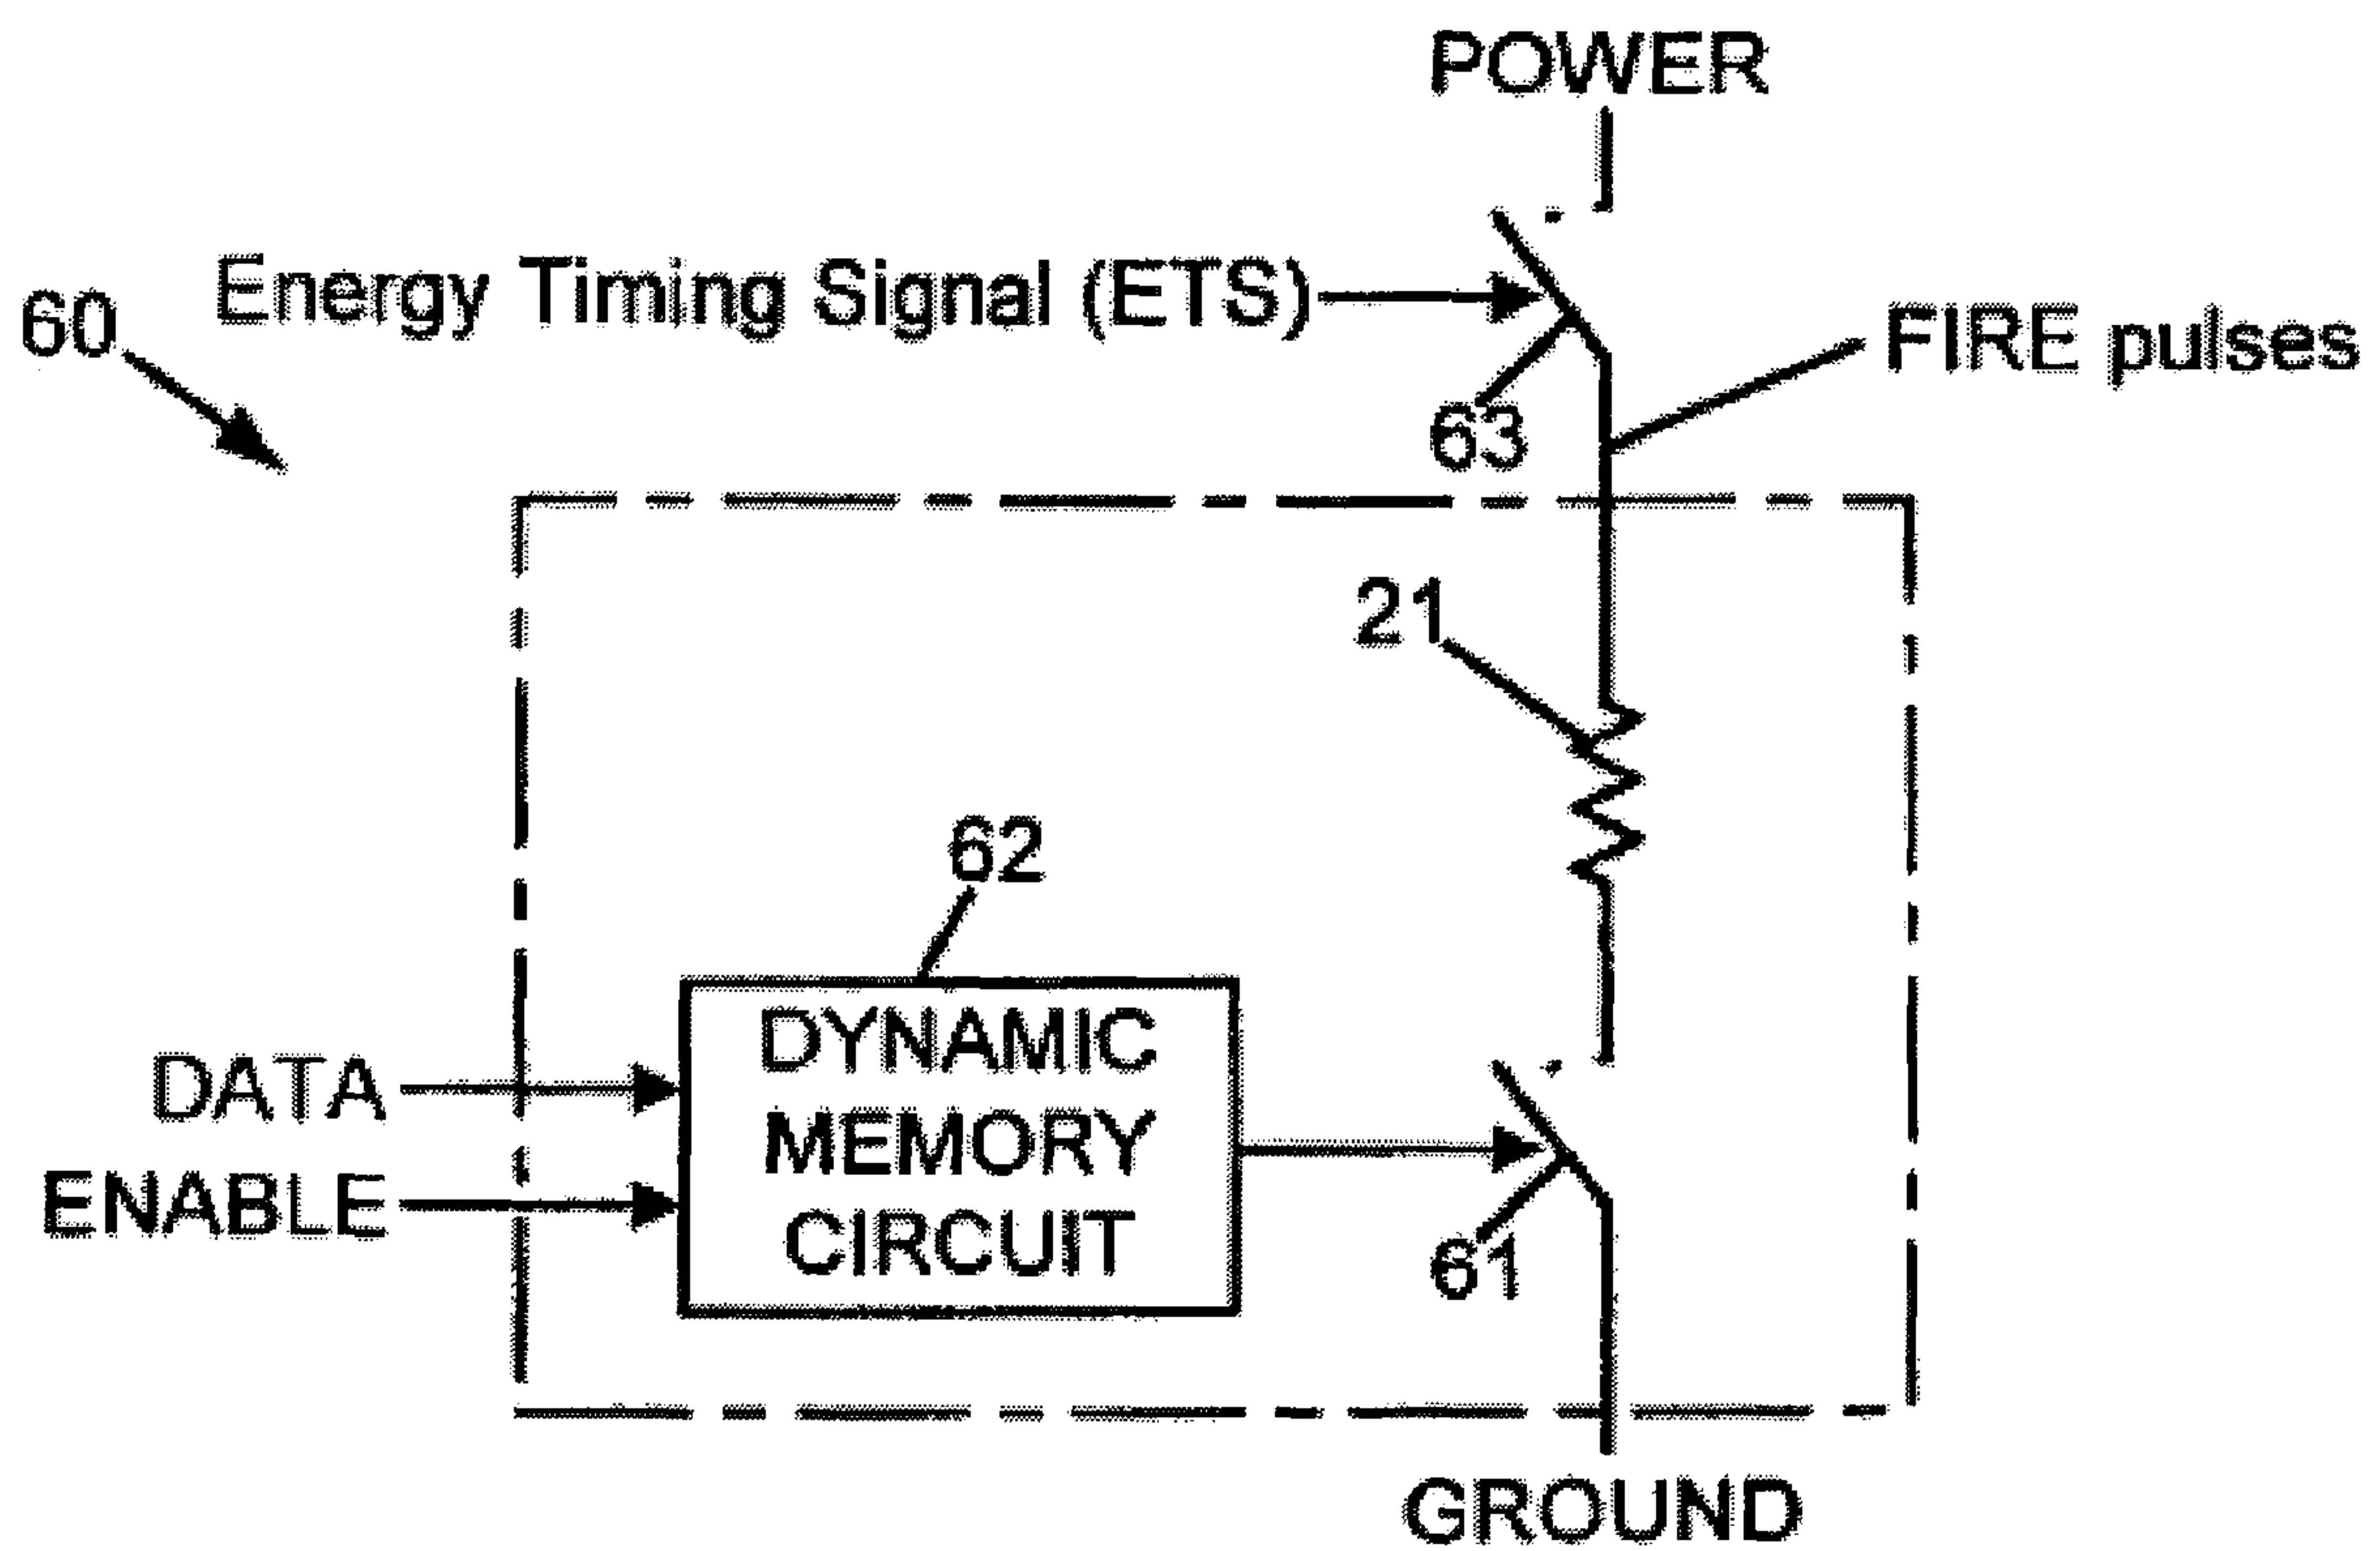 POWER
Energy Timing Signal (ETS)
60
FIRE pulses
63
21
62
DYNAMIC
MEMORY
CIRCUIT
DATA
ENABLE
61
GROUND